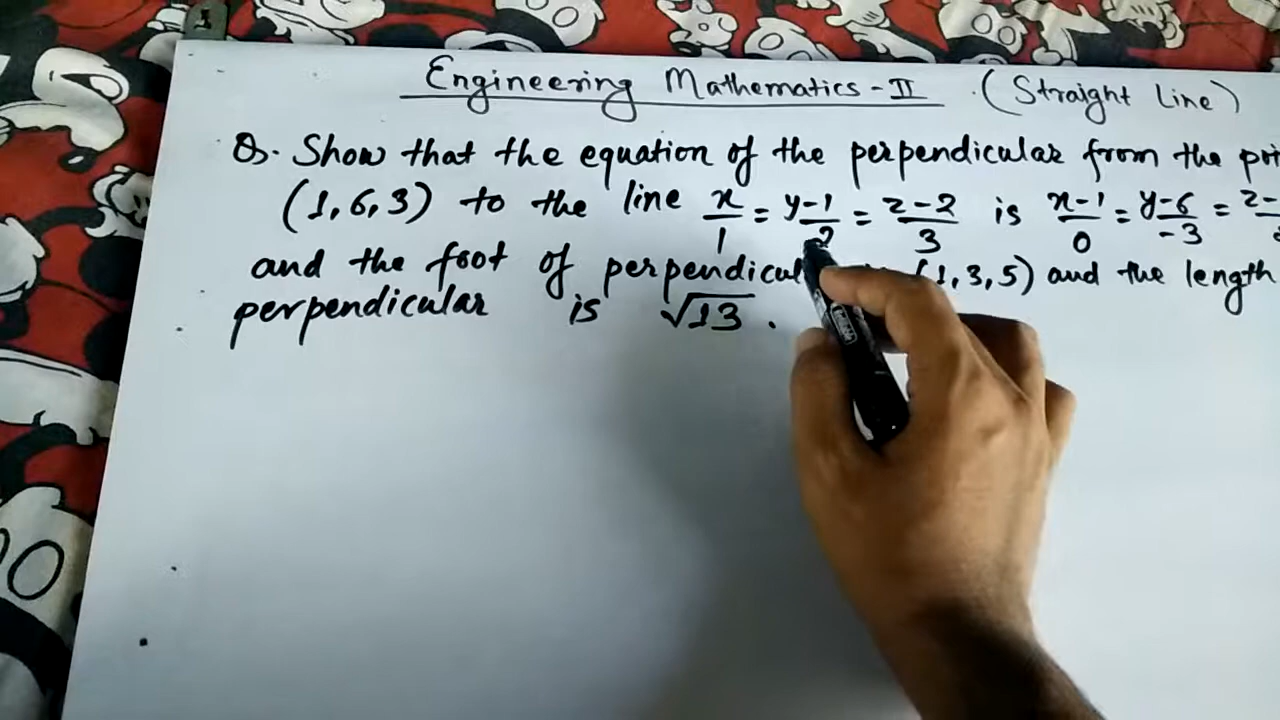 Engineering Mathematics - II (Straight Line)
Q. Show that the equation of the perpendicular from the
(1, 6, 3) to the line x/1 = y-1/2 = z-2/3 is x-1/0 = y-6/-3 = z-
and the foot of (1, 3, 5) and the length
perpendicular is √13 .